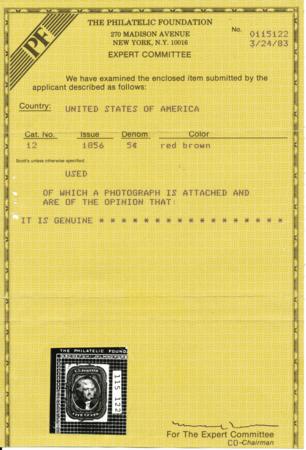 PF
THE PHILATELIC FOUNDATION
270 MADISON AVENUE
NEW YORK, N.Y. 10016
EXPERT COMMITTEE
No. 0115122
3/24/83
We have examined the enclosed item submitted by the
applicant described as follows:
Country: UNITED STATES OF AMERICA
Cat. No. Issue Denom Color
12 1856 5¢ red brown
Scott's unless otherwise specified
USED
OF WHICH A PHOTOGRAPH IS ATTACHED AND
ARE OF THE OPINION THAT:
IT IS GENUINE * * * * * * * * * * * * * * * * *
THE PHILATELIC FOUND
115 122
For The Expert Committee
CO-Chairman